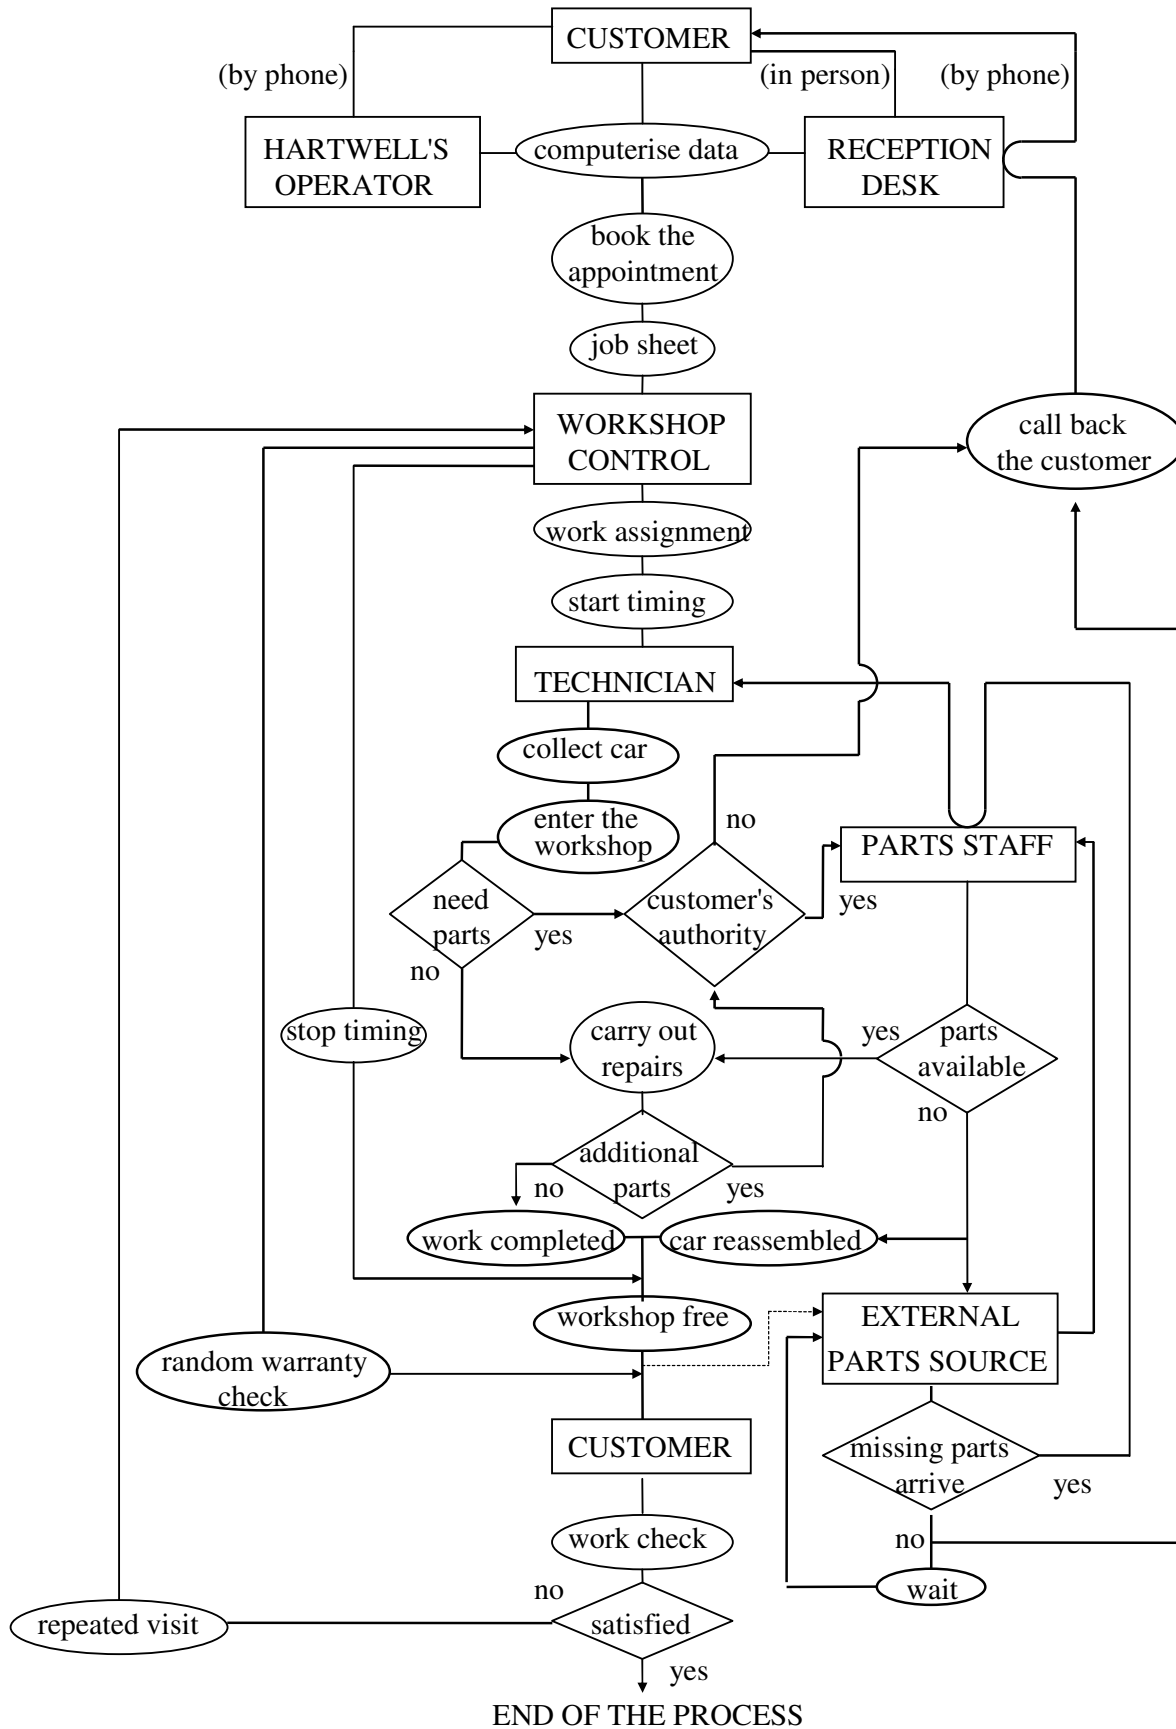 CUSTOMER
(by phone)
(in person)
(by phone)
HARTWELL'S
OPERATOR
computerise data
RECEPTION
DESK
book the
appointment
job sheet
WORKSHOP
CONTROL
call back
the customer
work assignment
start timing
TECHNICIAN
collect car
enter the
workshop
no
PARTS STAFF
need
parts
yes
no
customer's
authority
yes
stop timing
carry out
repairs
yes
parts
available
no
additional
parts
no
yes
work completed
car reassembled
workshop free
EXTERNAL
PARTS SOURCE
random warranty
check
CUSTOMER
missing parts
arrive
yes
work check
no
wait
no
repeated visit
satisfied
yes
END OF THE PROCESS